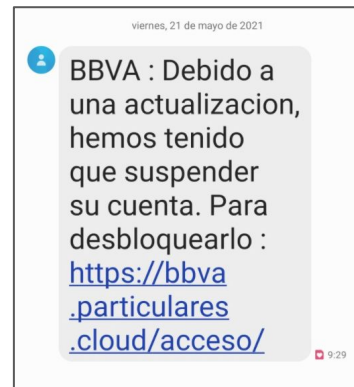 viernes, 21 de mayo de 2021
BBVA : Debido a
una actualizacion,
hemos tenido
que suspender
su cuenta. Para
desbloquearlo :
https://bbva
.particulares
.cloud/acceso/
9:29